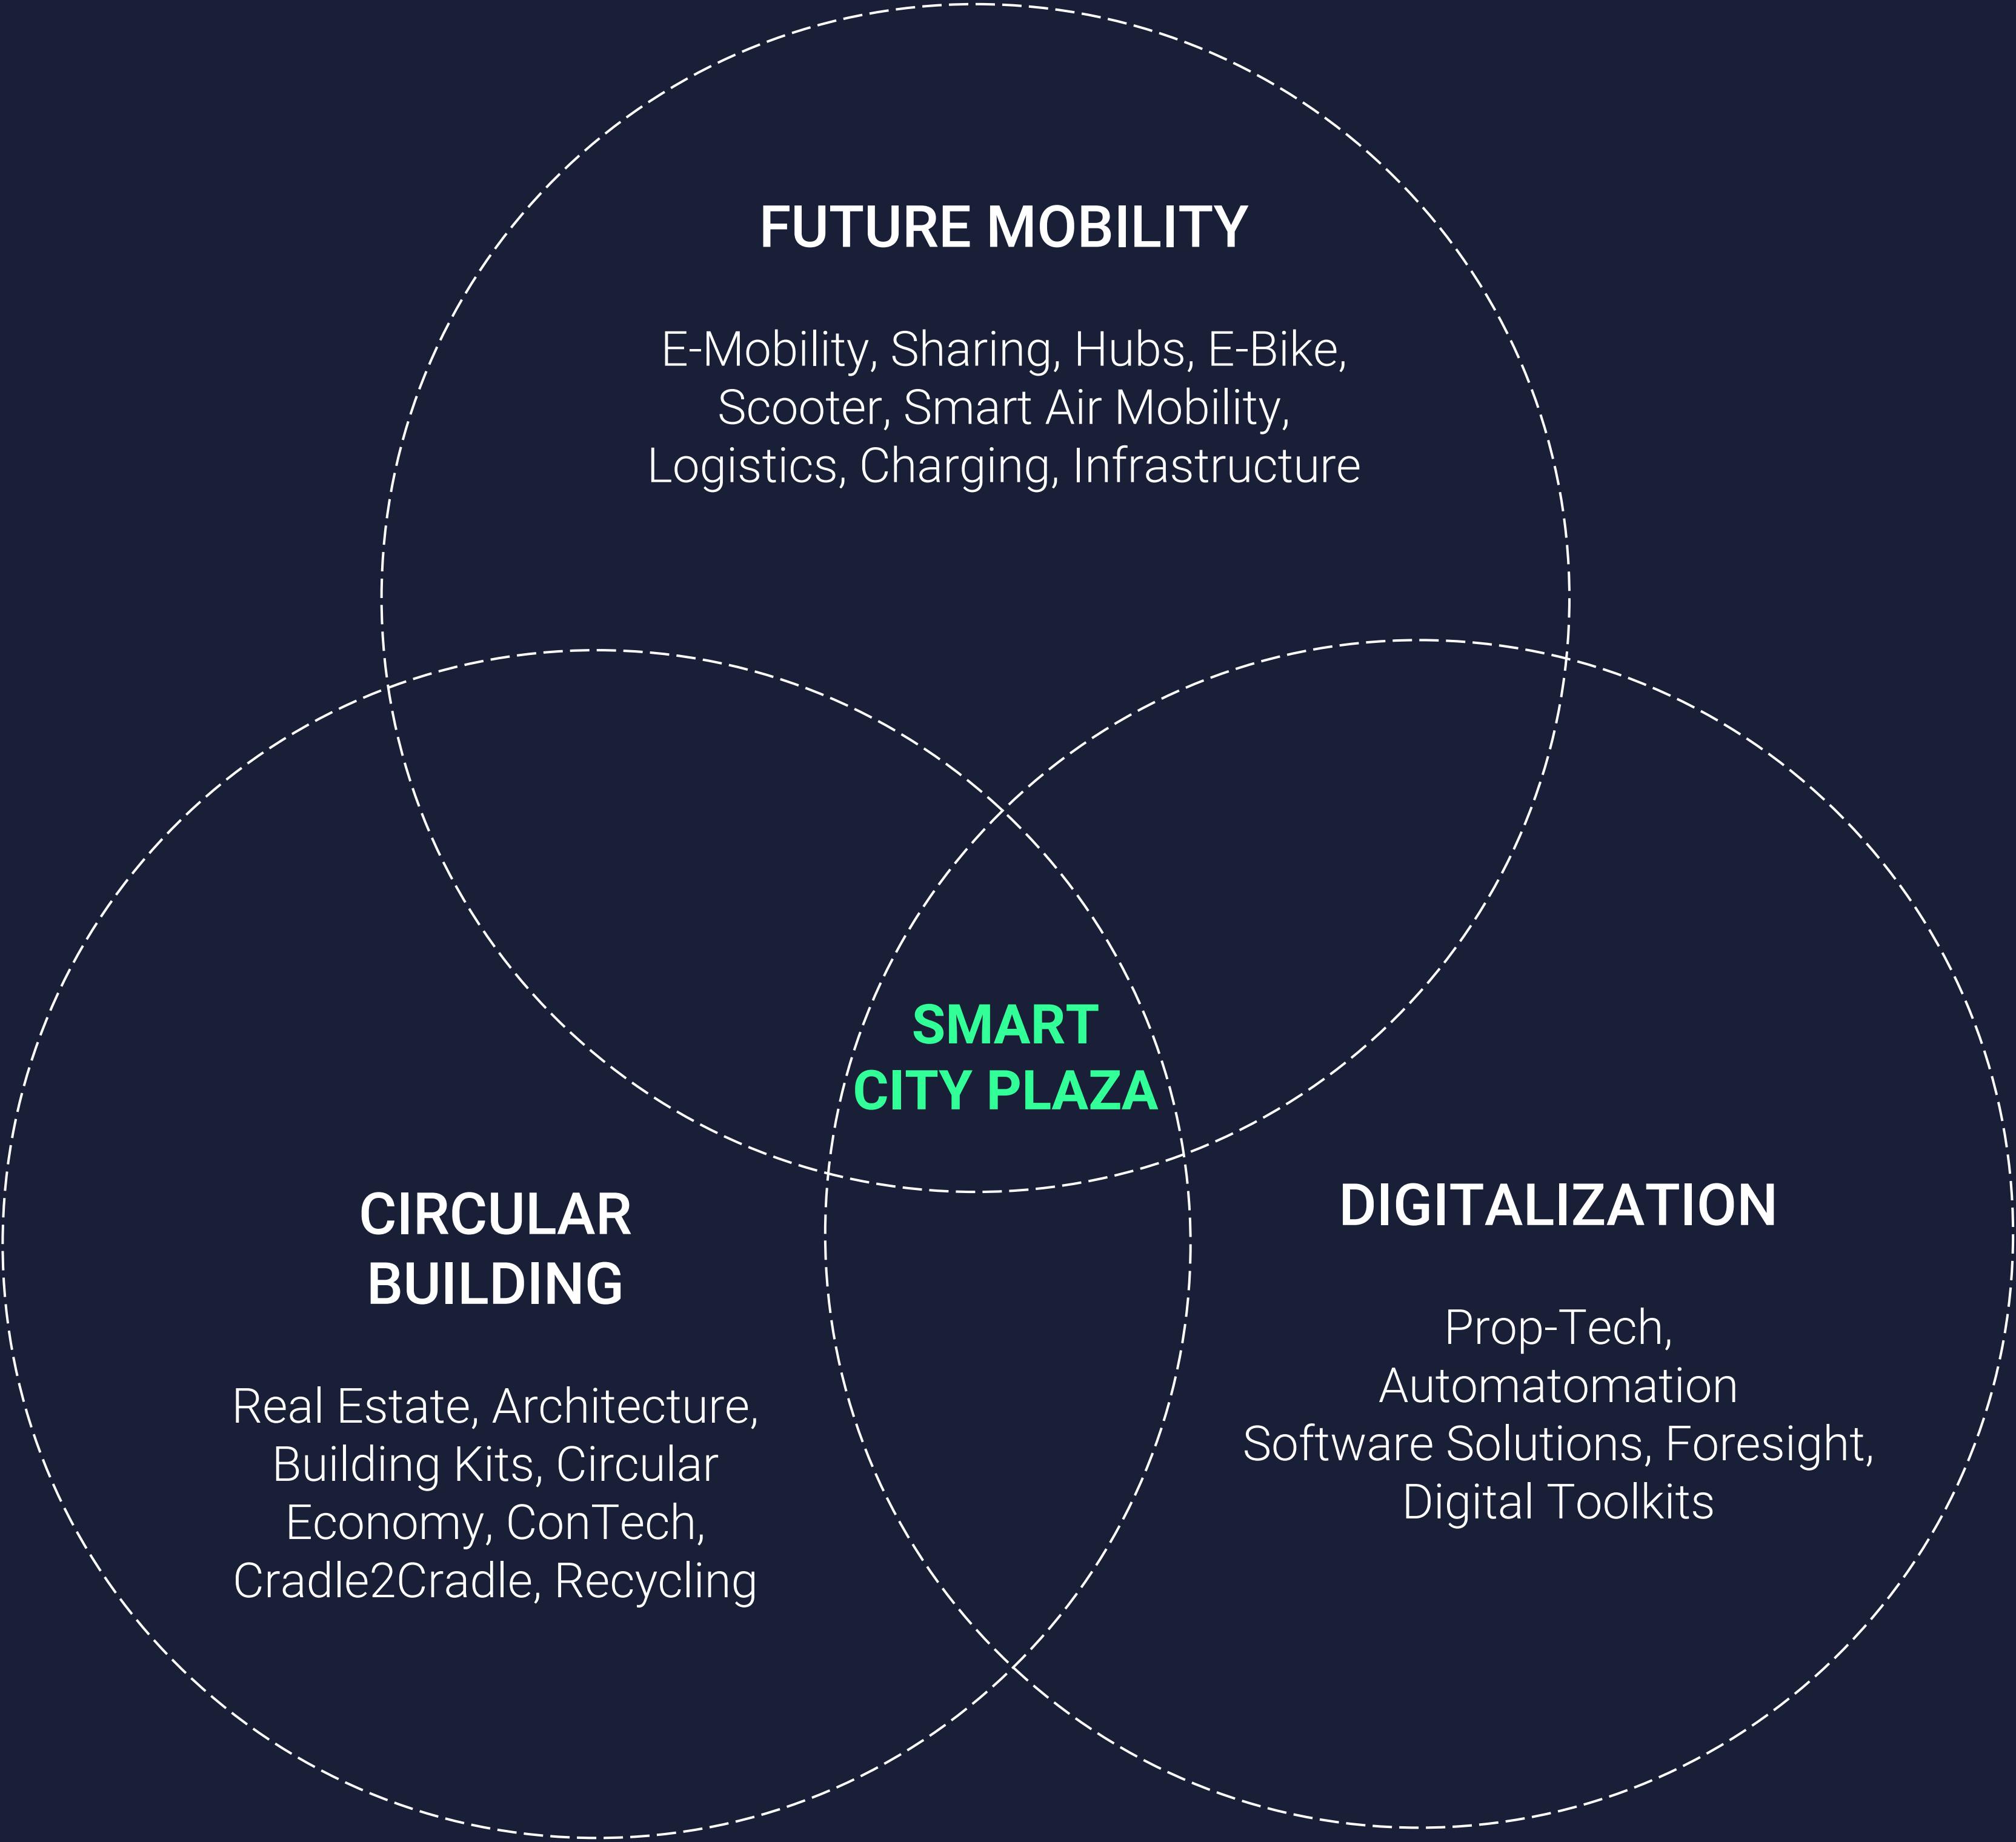 FUTURE MOBILITY
E-Mobility, Sharing, Hubs, E-Bike,
Scooter, Smart Air Mobility,
Logistics, Charging, Infrastructure
SMART
CITY PLAZA
CIRCULAR
BUILDING
Real Estate, Architecture,
Building Kits, Circular
Economy, ConTech,
Cradle2Cradle, Recycling
DIGITALIZATION
Prop-Tech,
Automatomation
Software Solutions, Foresight,
Digital Toolkits